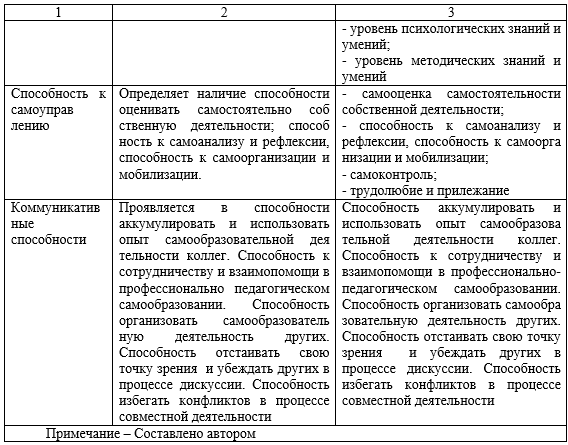 1 2 3
- уровень психологических знаний и
умений;
- уровень методических знаний и
умений
Способность к
самоуправ
лению
Определяет наличие способности
оценивать самостоятельно соб
ственную деятельности; способ
ность к самоанализу и рефлексии,
способность к самоорганизации и
мобилизации.
- самооценка самостоятельности
собственной деятельности;
- способность к самоанализу и
рефлексии, способность к самоорга
низации и мобилизации;
- самоконтроль;
- трудолюбие и прилежание
Коммуникатив
ные
способности
Проявляется в способности
аккумулировать и использовать
опыт самообразовательной дея
тельности коллег. Способность к
сотрудничеству и взаимопомощи в
профессионально педагогическом
самообразовании. Способность
организовать самообразователь
ную деятельность других.
Способность отстаивать свою
точку зрения и убеждать других в
процессе дискуссии. Способность
избегать конфликтов в процессе
совместной деятельности
Способность аккумулировать и
использовать опыт самообразова
тельной деятельности коллег.
Способность к сотрудничеству и
взаимопомощи в профессионально-
педагогическом самообразовании.
Способность организовать самообра
зовательную деятельность других.
Способность отстаивать свою точку
зрения и убеждать других в
процессе дискуссии. Способность
избегать конфликтов в процессе
совместной деятельности
Примечание – Составлено автором